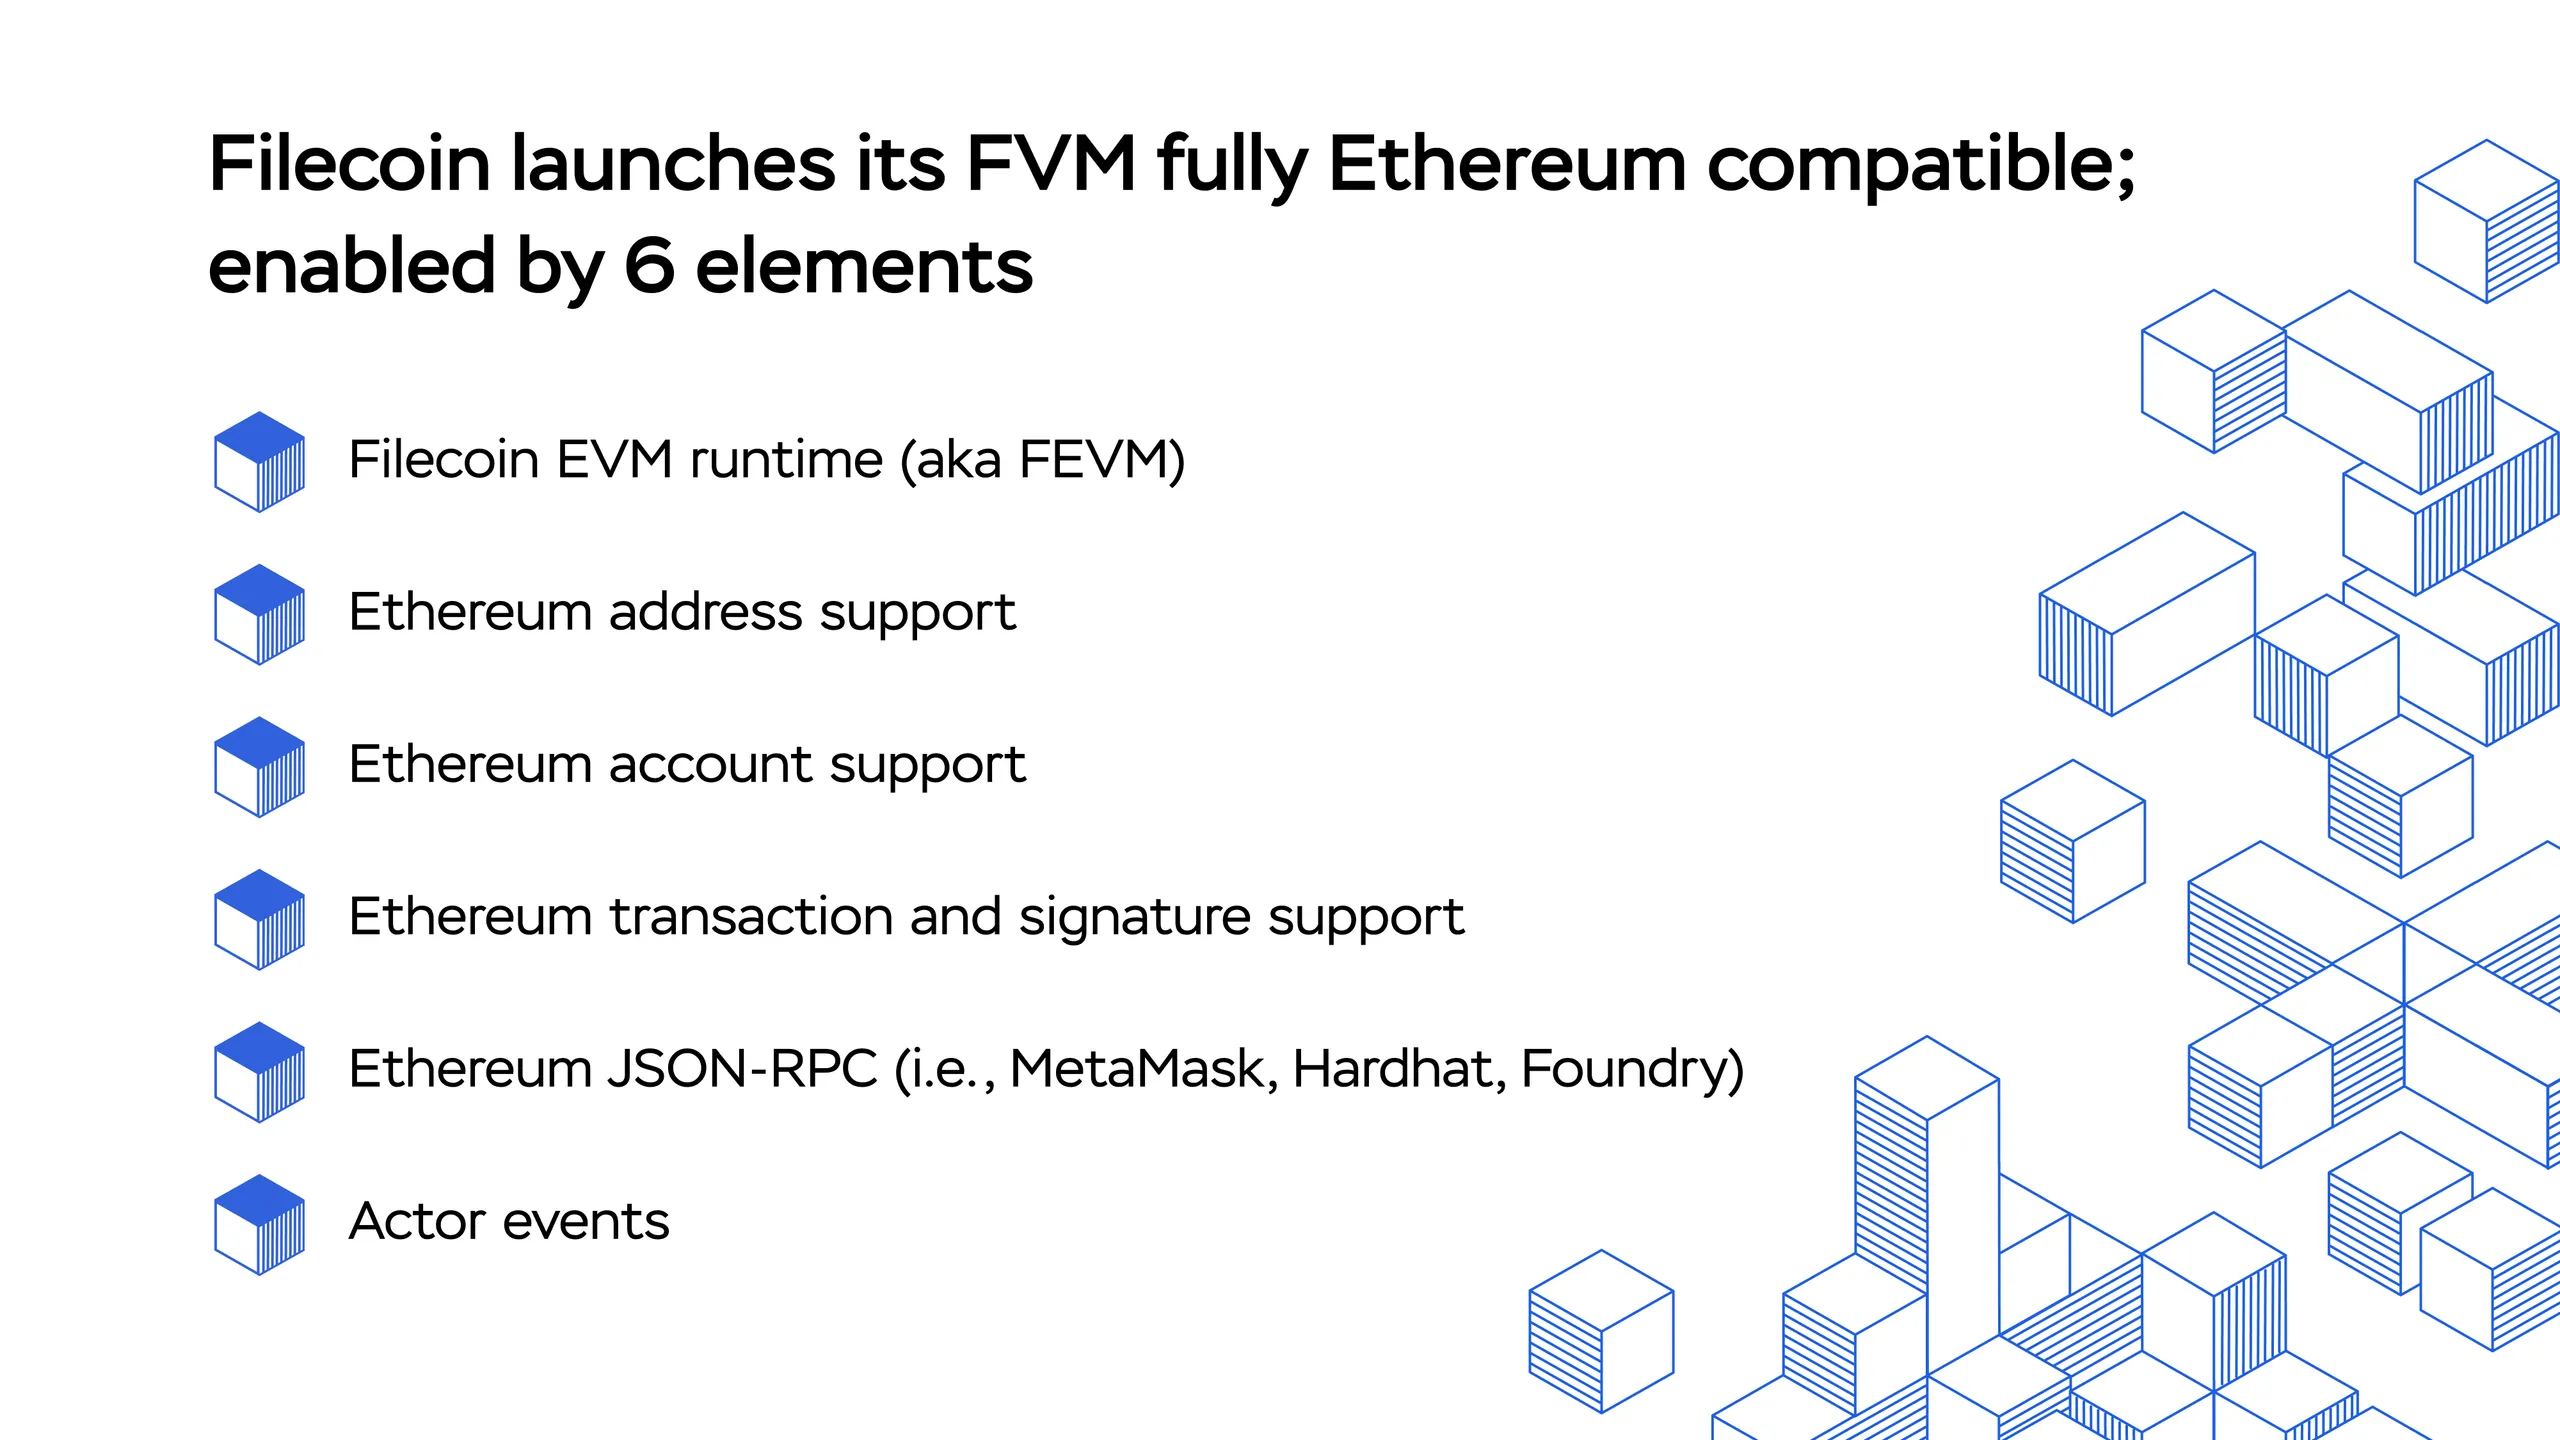 Filecoin launches its FVM fully Ethereum compatible;
enabled by 6 elements
Filecoin EVM runtime (aka FEVM)
Ethereum address support
Ethereum account support
Ethereum transaction and signature support
Ethereum JSON-RPC (i.e., MetaMask, Hardhat, Foundry)
Actor events